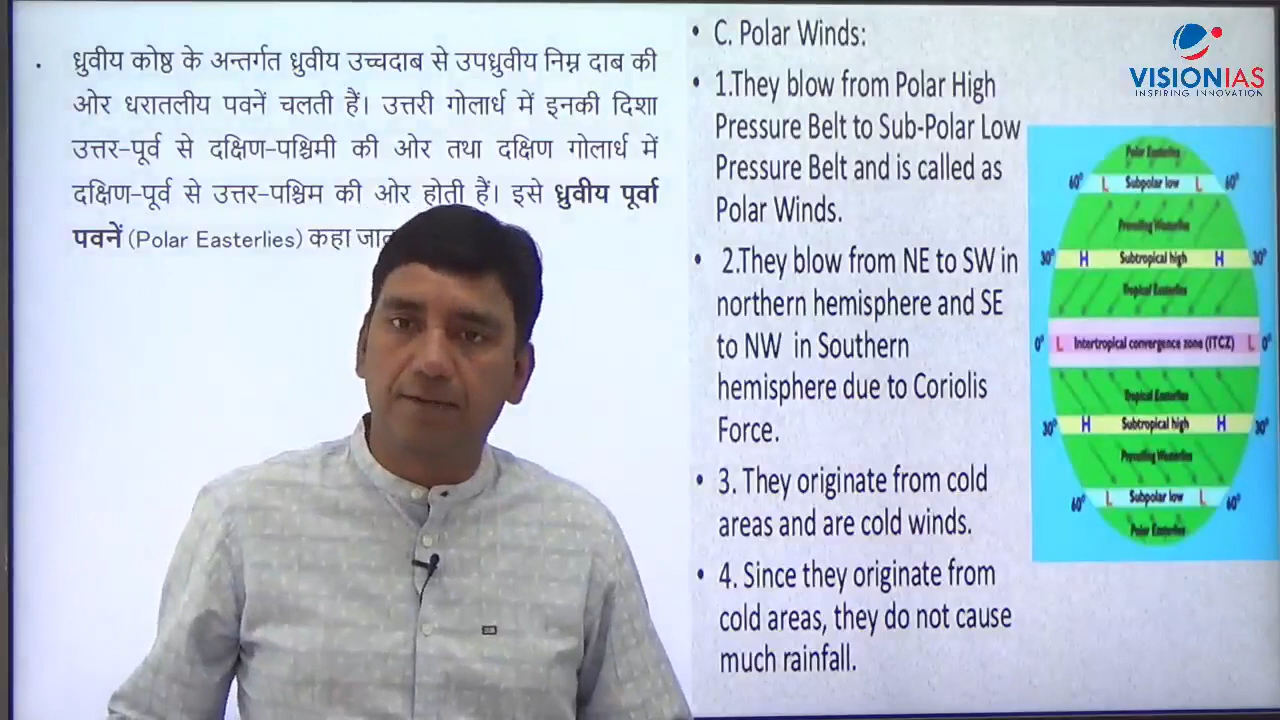 ध्रुवीय कोष्ठ के अन्तर्गत ध्रुवीय उच्चदाब से उपध्रुवीय निम्न दाब की
ओर धरातलीय पवनें चलती हैं। उत्तरी गोलार्ध में इनकी दिशा
उत्तर-पूर्व से दक्षिण-पश्चिमी की ओर तथा दक्षिण गोलार्ध में
दक्षिण-पूर्व से उत्तर-पश्चिम की ओर होती हैं। इसे ध्रुवीय पूर्वा
पवनें (Polar Easterlies) कहा
• C. Polar Winds:
• 1.They blow from Polar High
Pressure Belt to Sub-Polar Low
Pressure Belt and is called as
Polar Winds.
• 2.They blow from NE to SW in
northern hemisphere and SE
to NW in Southern
hemisphere due to Coriolis
Force.
• 3. They originate from cold
areas and are cold winds.
• 4. Since they originate from
cold areas, they do not cause
much rainfall.
VISIONIAS
INSPIRING INNOVATION
Polar Easterlies
60° L Subpolar low L 60°
Prevailing Westerlies
30° H Subtropical high H 30°
Tropical Easterlies
0° L Intertropical convergence zone (ITCZ) L 0°
Tropical Easterlies
30° H Subtropical high H 30°
Prevailing Westerlies
60° L Subpolar low L 60°
Polar Easterlies